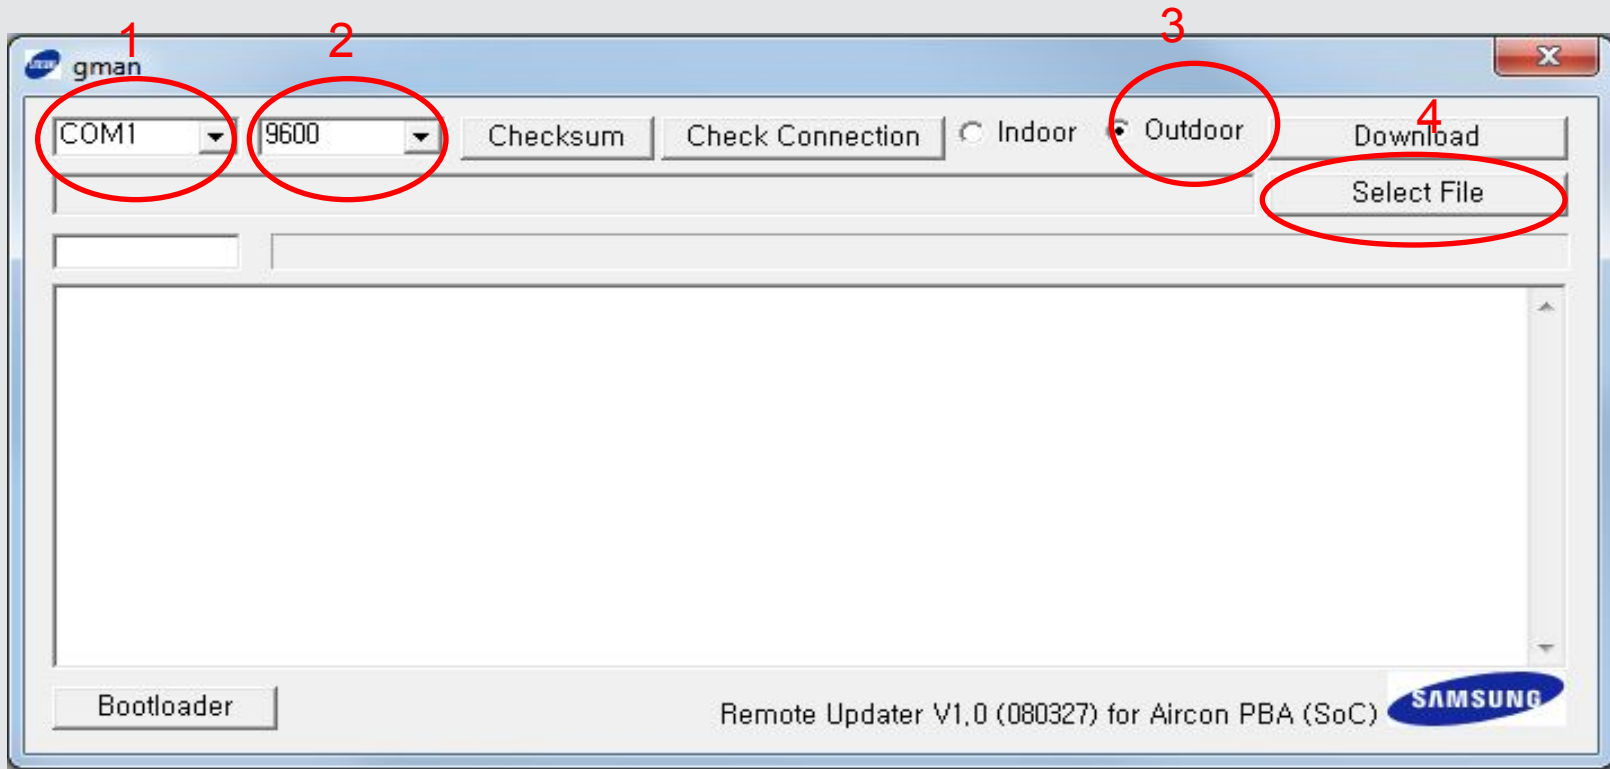 1 2 3
gman
COM1 9600 Checksum Check Connection Indoor Outdoor 4 Download
Select File
Bootloader
Remote Updater V1.0 (080327) for Aircon PBA (SoC) SAMSUNG